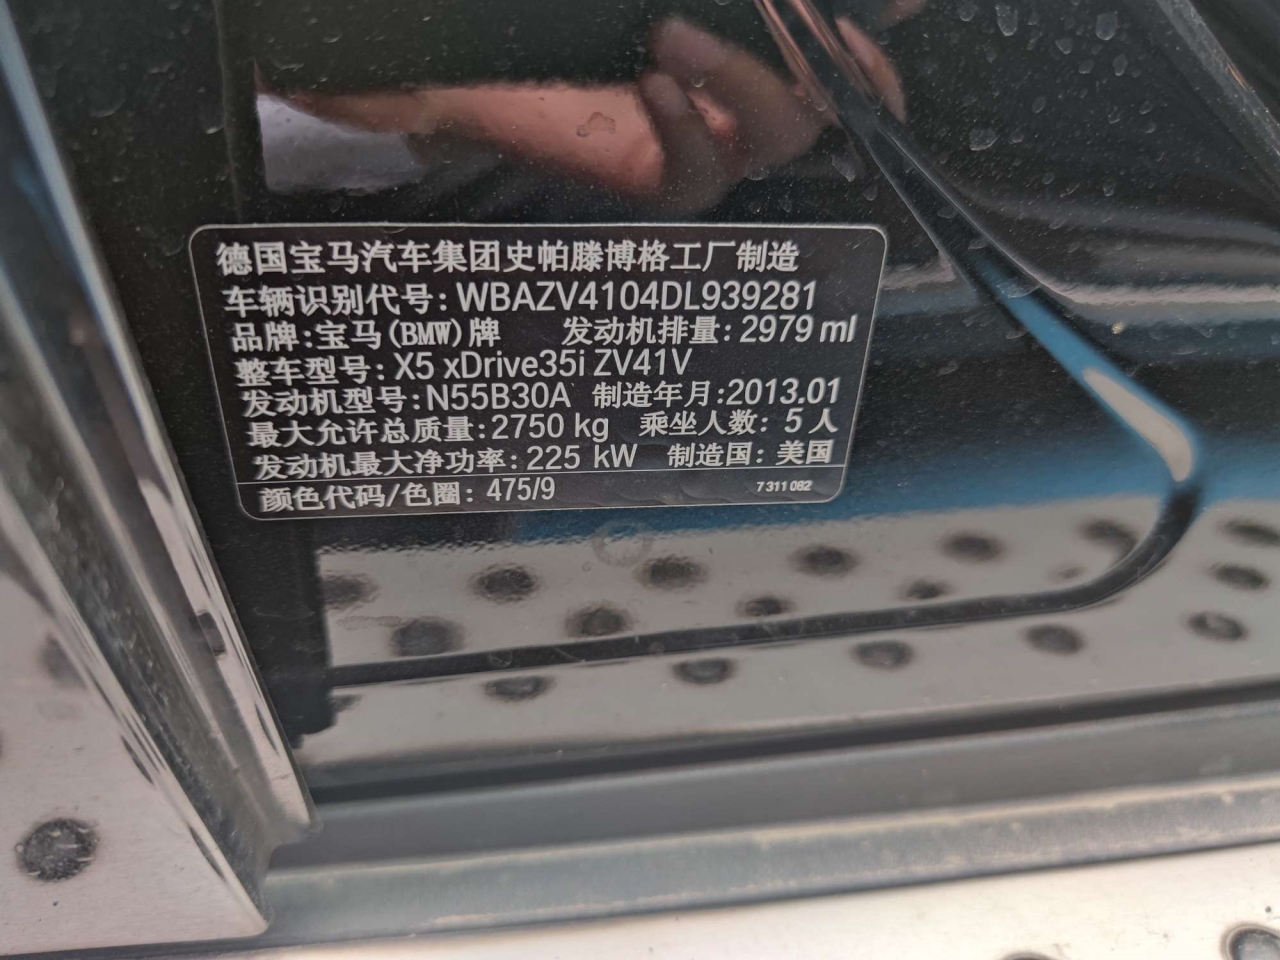 德国宝马汽车集团史帕滕博格工厂制造
车辆识别代号: WBAZV4104DL939281
品牌: 宝马(BMW)牌 发动机排量: 2979 ml
整车型号: X5 xDrive35i ZV41V
发动机型号: N55B30A 制造年月: 2013.01
最大允许总质量: 2750 kg 乘坐人数: 5 人
发动机最大净功率: 225 kW 制造国: 美国
颜色代码/色圈: 475/9 7 311 082